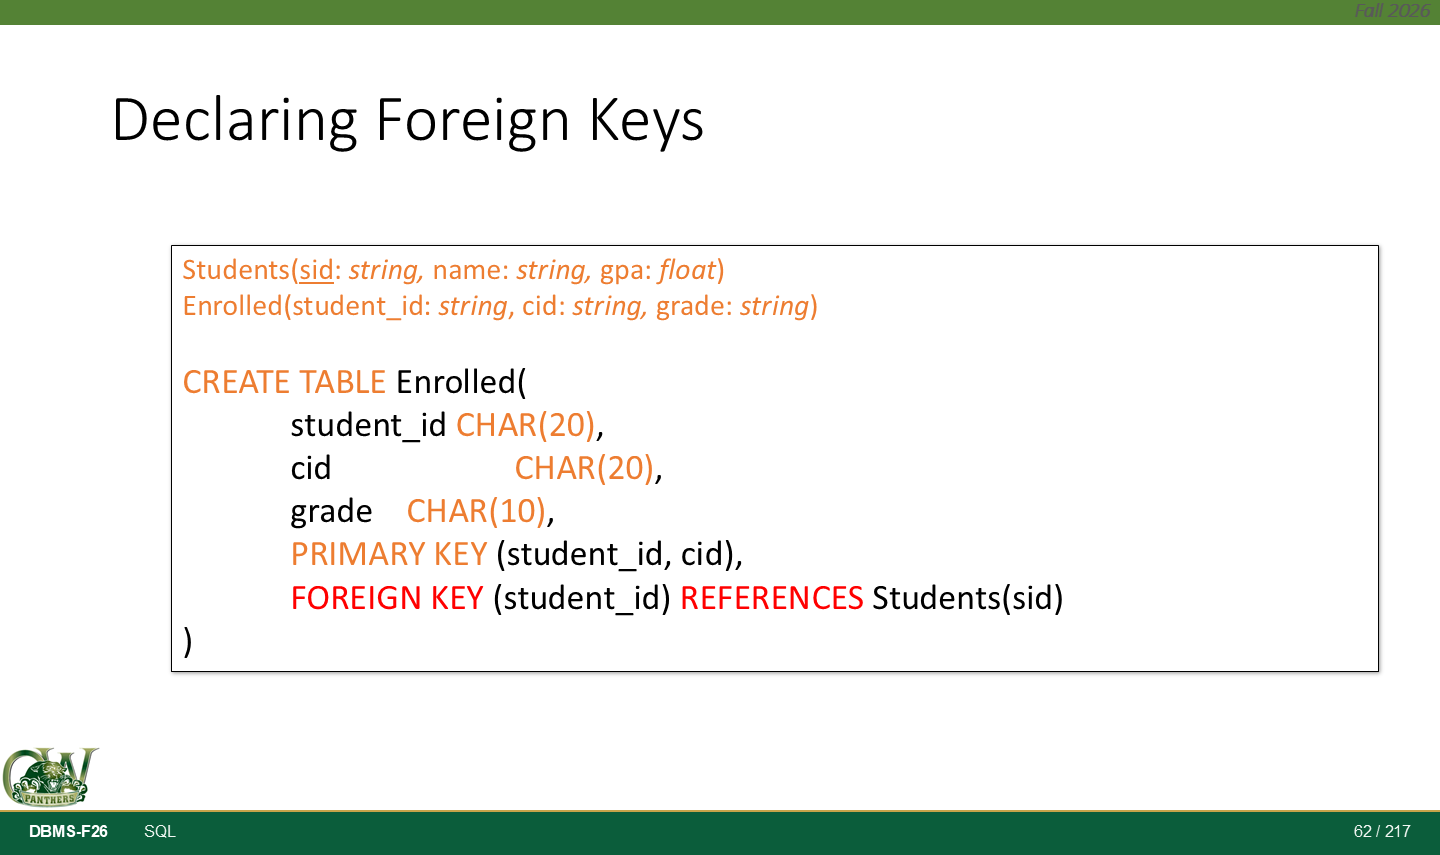 Fall 2026
Declaring Foreign Keys
Students(sid: string, name: string, gpa: float)
Enrolled(student_id: string, cid: string, grade: string)
CREATE TABLE Enrolled(
student_id CHAR(20),
cid CHAR(20),
grade CHAR(10),
PRIMARY KEY (student_id, cid),
FOREIGN KEY (student_id) REFERENCES Students(sid)
)
OW
PANTHERS
DBMS-F26 SQL 62 / 217